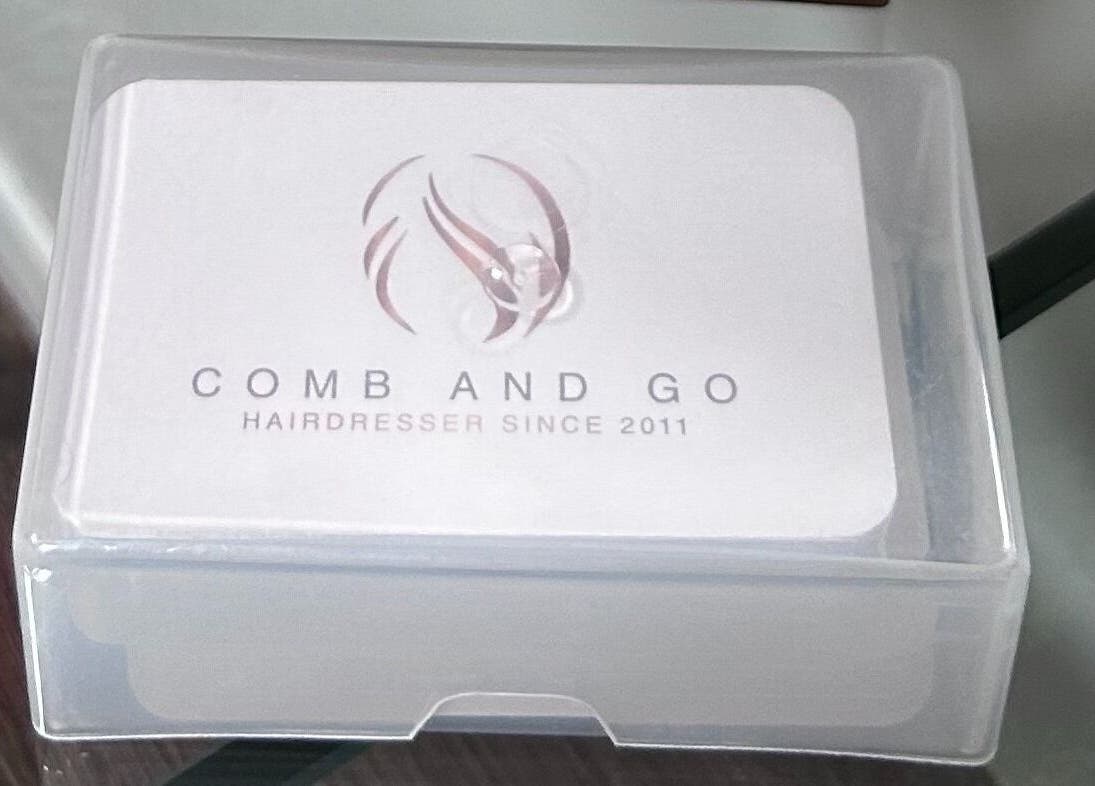 COMB AND GO
HAIRDRESSER SINCE 2011